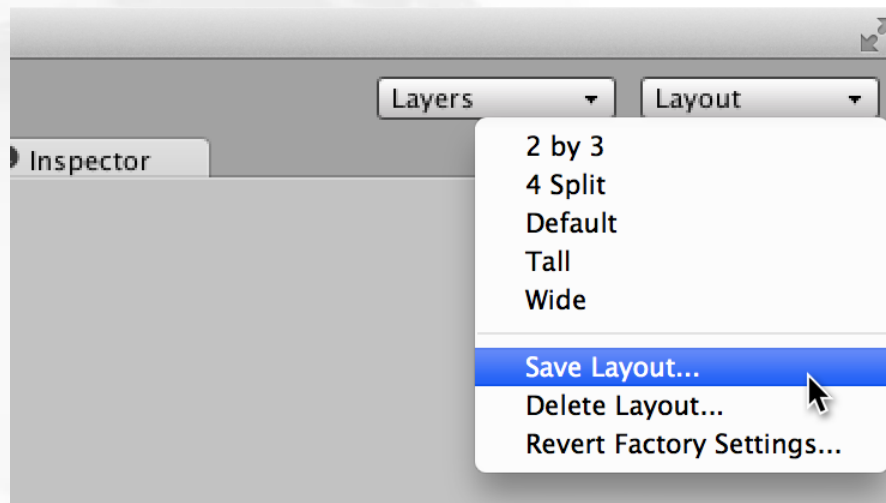 Layers
Layout
Inspector
2 by 3
4 Split
Default
Tall
Wide
Save Layout...
Delete Layout...
Revert Factory Settings...